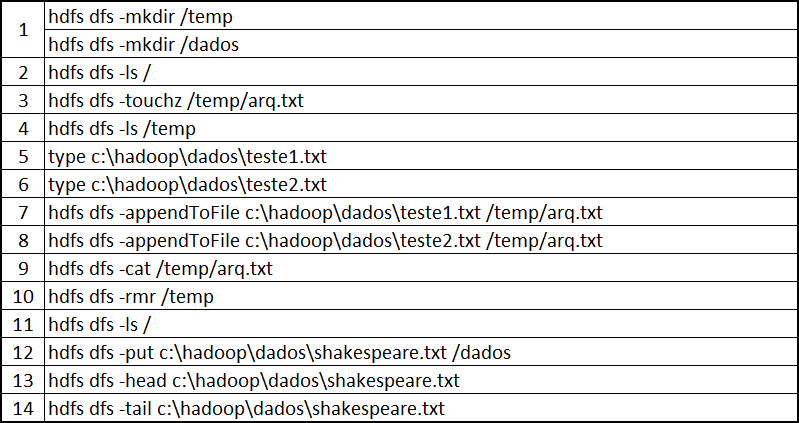 1
hdfs dfs -mkdir /temp
hdfs dfs -mkdir /dados
2 hdfs dfs -ls /
3 hdfs dfs -touchz /temp/arq.txt
4 hdfs dfs -ls /temp
5 type c:\hadoop\dados\teste1.txt
6 type c:\hadoop\dados\teste2.txt
7 hdfs dfs -appendToFile c:\hadoop\dados\teste1.txt /temp/arq.txt
8 hdfs dfs -appendToFile c:\hadoop\dados\teste2.txt /temp/arq.txt
9 hdfs dfs -cat /temp/arq.txt
10 hdfs dfs -rmr /temp
11 hdfs dfs -ls /
12 hdfs dfs -put c:\hadoop\dados\shakespeare.txt /dados
13 hdfs dfs -head c:\hadoop\dados\shakespeare.txt
14 hdfs dfs -tail c:\hadoop\dados\shakespeare.txt